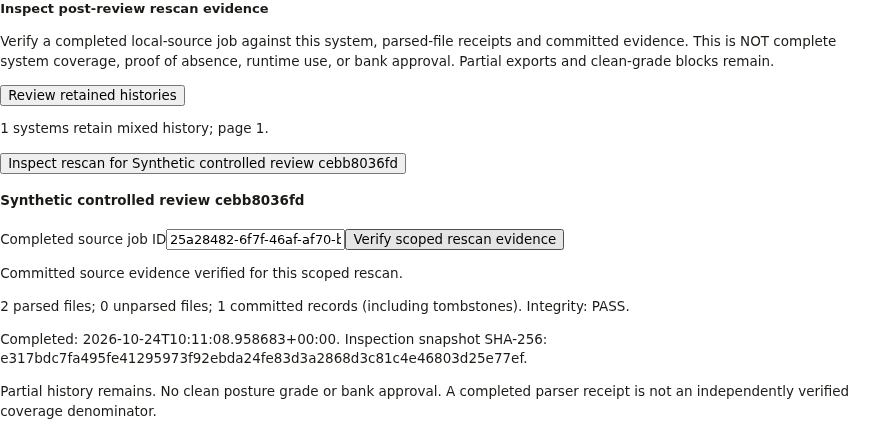 Inspect post-review rescan evidence
Verify a completed local-source job against this system, parsed-file receipts and committed evidence. This is NOT complete
system coverage, proof of absence, runtime use, or bank approval. Partial exports and clean-grade blocks remain.
Review retained histories
1 systems retain mixed history; page 1.
Inspect rescan for Synthetic controlled review cebb8036fd
Synthetic controlled review cebb8036fd
Completed source job ID 25a28482-6f7f-46af-af70- Verify scoped rescan evidence
Committed source evidence verified for this scoped rescan.
2 parsed files; 0 unparsed files; 1 committed records (including tombstones). Integrity: PASS.
Completed: 2026-10-24T10:11:08.958683+00:00. Inspection snapshot SHA-256:
e317bdc7fa495fe41295973f92ebda24fe83d3a2868d3c81c4e46803d25e77ef.
Partial history remains. No clean posture grade or bank approval. A completed parser receipt is not an independently verified
coverage denominator.